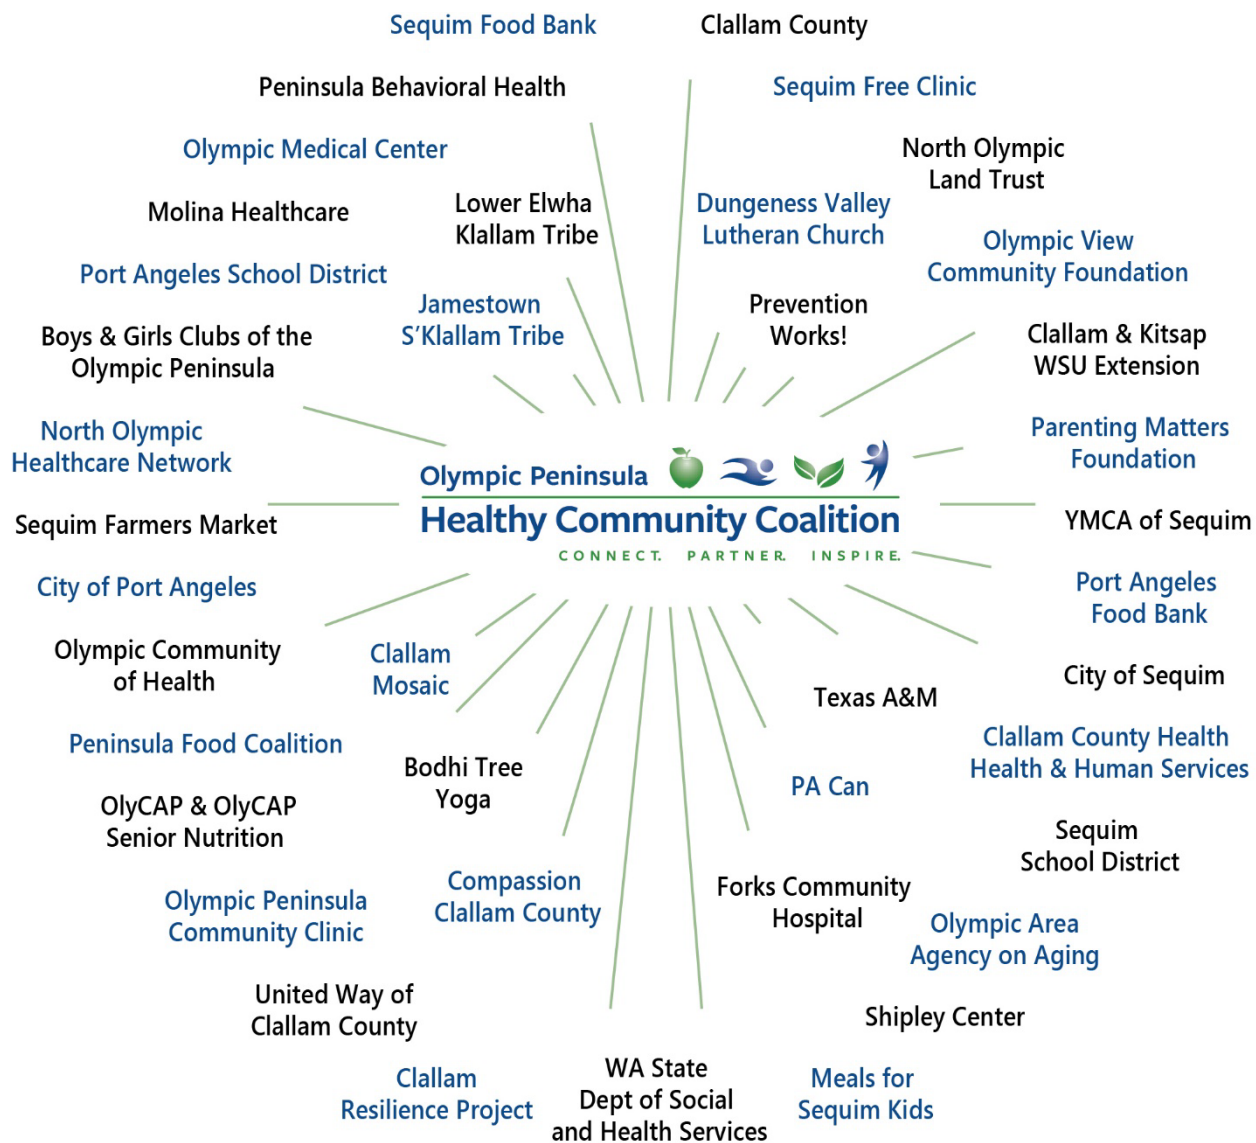 Sequim Food Bank
Clallam County
Peninsula Behavioral Health
Sequim Free Clinic
Olympic Medical Center
North Olympic
Land Trust
Molina Healthcare
Lower Elwha
Klallam Tribe
Dungeness Valley
Lutheran Church
Olympic View
Community Foundation
Port Angeles School District
Jamestown
S'Klallam Tribe
Prevention
Works!
Boys & Girls Clubs of the
Olympic Peninsula
Clallam & Kitsap
WSU Extension
North Olympic
Healthcare Network
Parenting Matters
Foundation
Olympic Peninsula
Healthy Community Coalition
CONNECT. PARTNER. INSPIRE.
Sequim Farmers Market
YMCA of Sequim
City of Port Angeles
Port Angeles
Food Bank
Olympic Community
of Health
Clallam
Mosaic
Texas A&M
City of Sequim
Peninsula Food Coalition
Bodhi Tree
Yoga
PA Can
Clallam County Health
Health & Human Services
OlyCAP & OlyCAP
Senior Nutrition
Sequim
School District
Olympic Peninsula
Community Clinic
Compassion
Clallam County
Forks Community
Hospital
Olympic Area
Agency on Aging
United Way of
Clallam County
Shipley Center
Clallam
Resilience Project
WA State
Dept of Social
and Health Services
Meals for
Sequim Kids